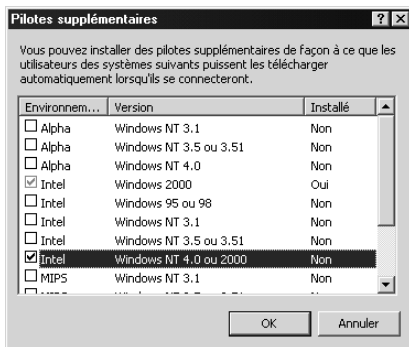 Pilotes supplémentaires
Vous pouvez installer des pilotes supplémentaires de façon à ce que les
utilisateurs des systèmes suivants puissent les télécharger
automatiquement lorsqu'ils se connecteront.
Environnem... Version Installé
Alpha Windows NT 3.1 Non
Alpha Windows NT 3.5 ou 3.51 Non
Alpha Windows NT 4.0 Non
Intel Windows 2000 Oui
Intel Windows 95 ou 98 Non
Intel Windows NT 3.1 Non
Intel Windows NT 3.5 ou 3.51 Non
Intel Windows NT 4.0 ou 2000 Non
MIPS Windows NT 3.1 Non
OK Annuler